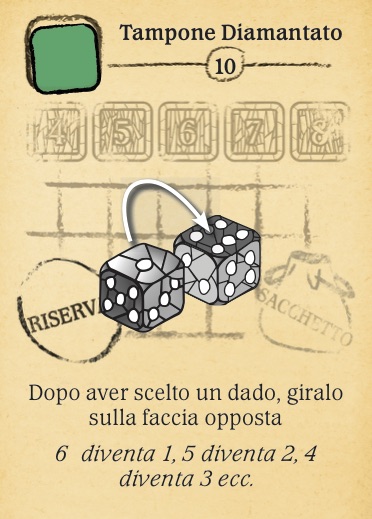 Tampone Diamantato
10
4 5 6 7 8
RISERVA
SACCHETTO
Dopo aver scelto un dado, giralo
sulla faccia opposta
6 diventa 1, 5 diventa 2, 4
diventa 3 ecc.